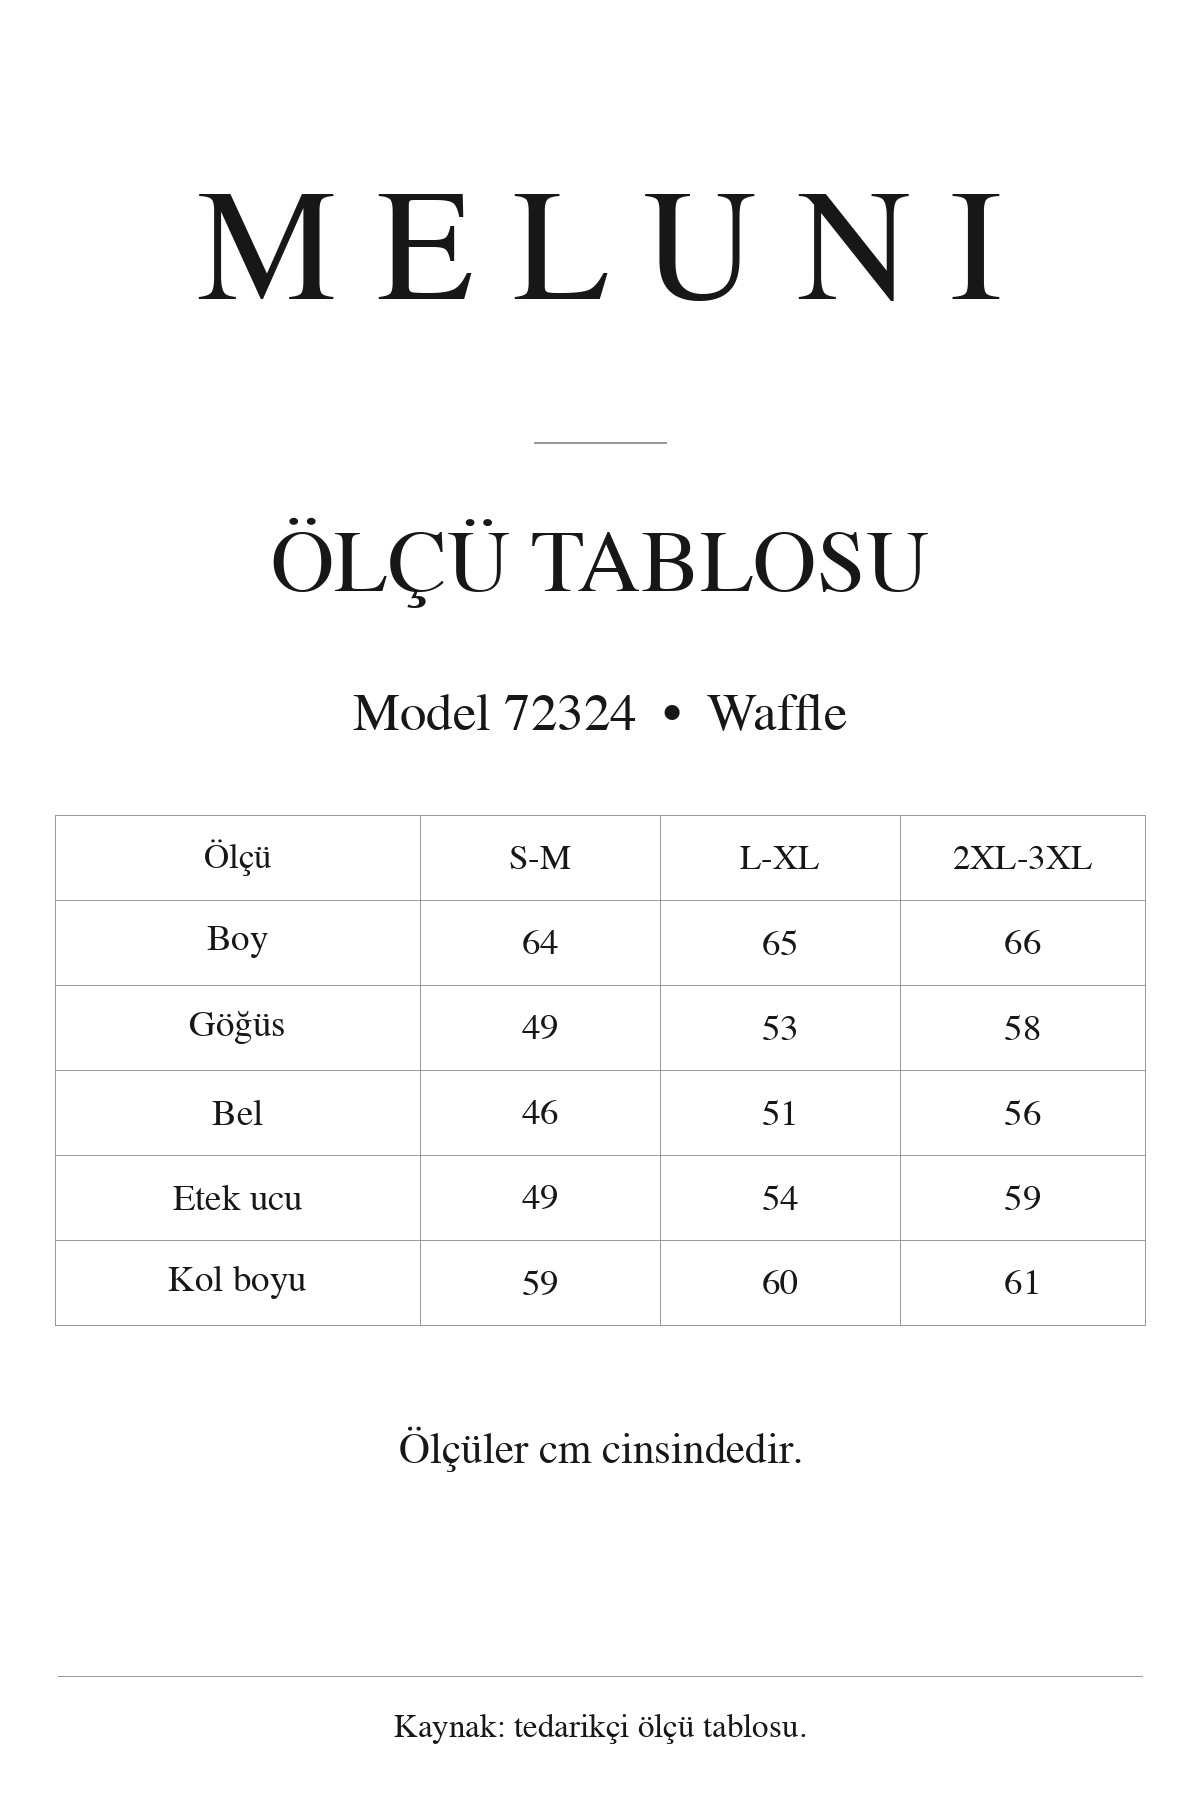 MELUNI
ÖLÇÜ TABLOSU
Model 72324 • Waffle
Ölçü S-M L-XL 2XL-3XL
Boy 64 65 66
Göğüs 49 53 58
Bel 46 51 56
Etek ucu 49 54 59
Kol boyu 59 60 61
Ölçüler cm cinsindedir.
Kaynak: tedarikçi ölçü tablosu.